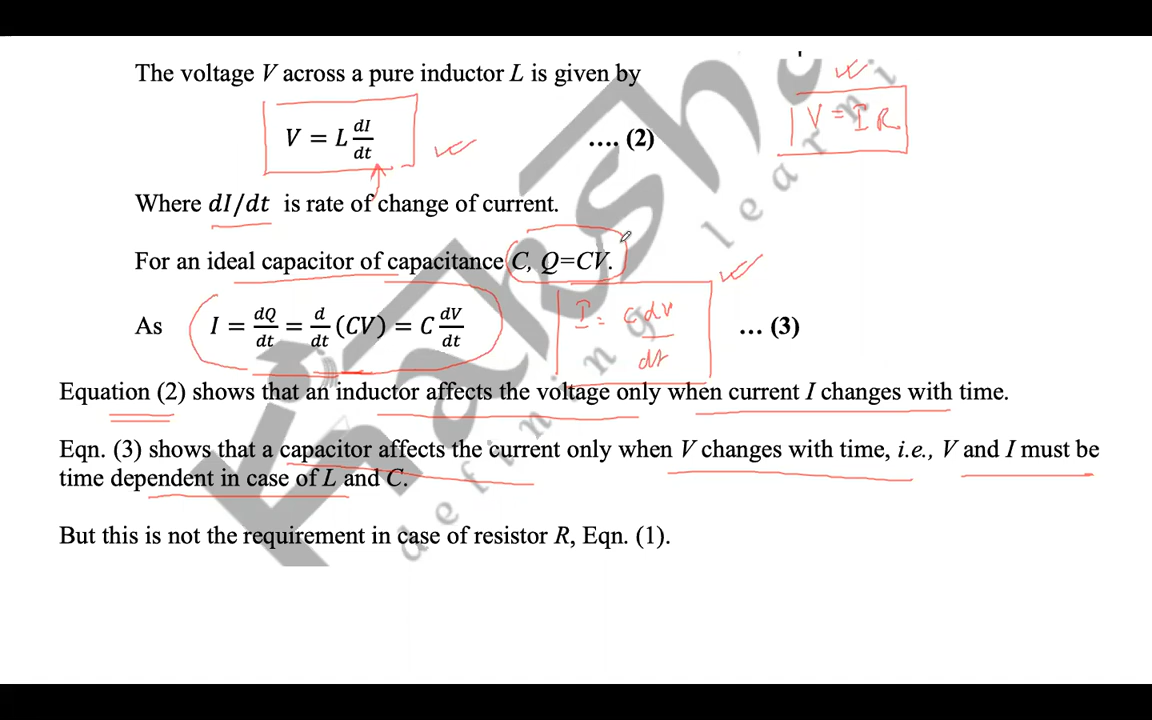 The voltage V across a pure inductor L is given by
V = L dI/dt .... (2)
V = I R
Where dI/dt is rate of change of current.
For an ideal capacitor of capacitance C, Q=CV.
As I = dQ/dt = d/dt (CV) = C dV/dt ... (3)
I = C dv/dt
Equation (2) shows that an inductor affects the voltage only when current I changes with time.
Eqn. (3) shows that a capacitor affects the current only when V changes with time, i.e., V and I must be
time dependent in case of L and C.
But this is not the requirement in case of resistor R, Eqn. (1).
aksh
defining learni